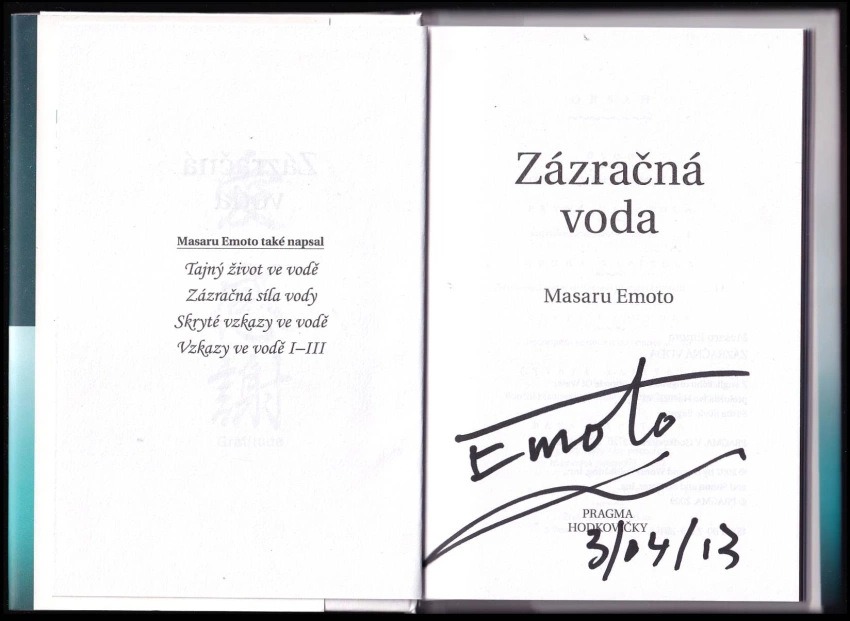 Masaru Emoto také napsal
Tajný život ve vodě
Zázračná síla vody
Skryté vzkazy ve vodě
Vzkazy ve vodě I–III
Zázračná
voda
Masaru Emoto
Emoto
PRAGMA
HODKOVIČKY
3/04/13